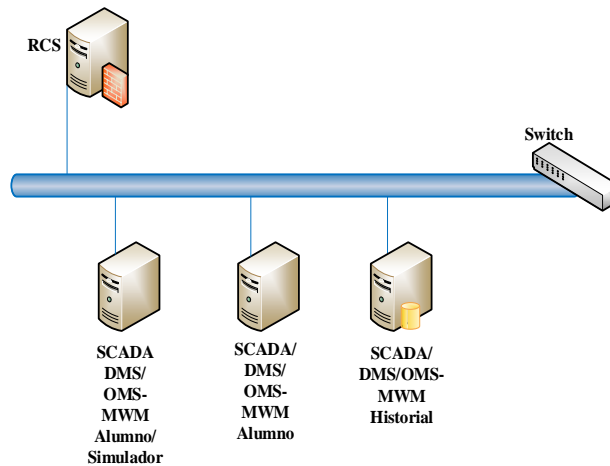 RCS
Switch
SCADA
DMS/
OMS-
MWM
Alumno/
Simulador
SCADA/
DMS/
OMS-
MWM
Alumno
SCADA/
DMS/OMS-
MWM
Historial